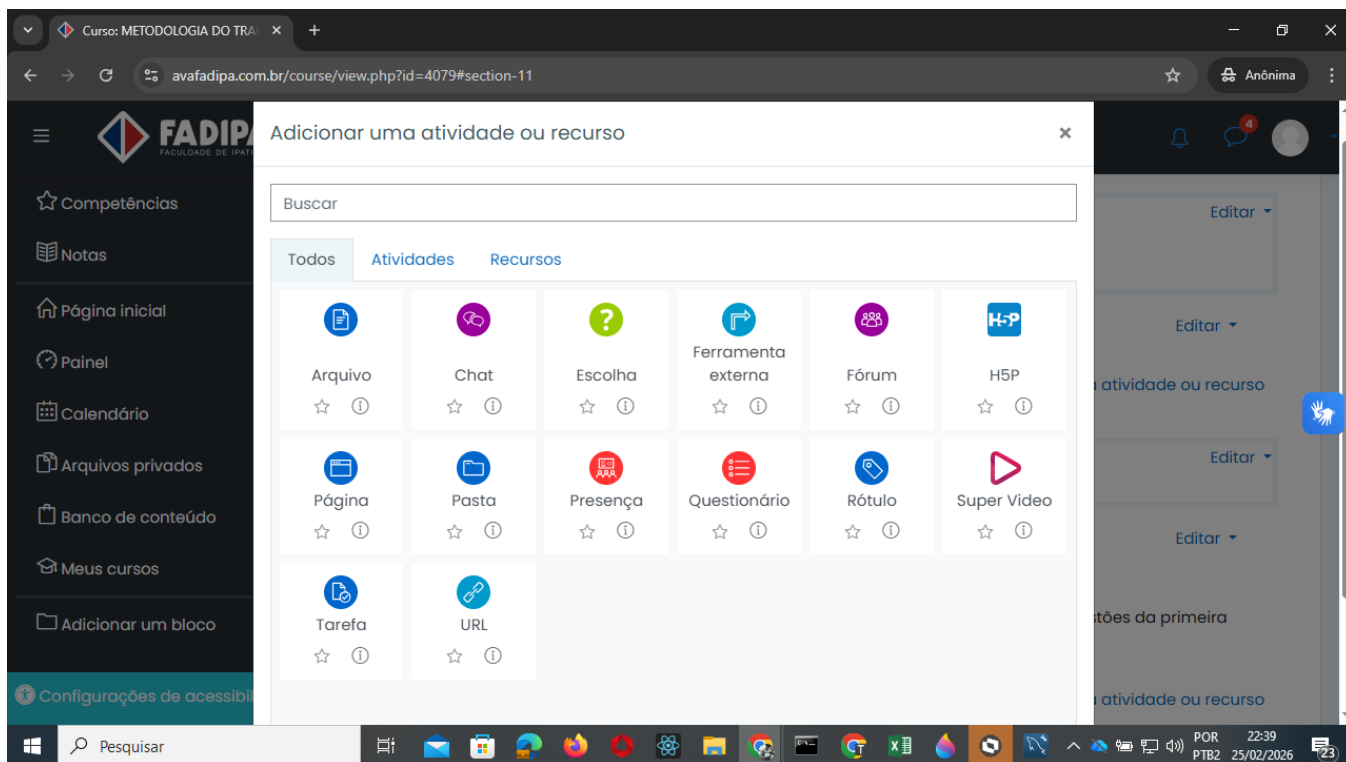 Curso: METODOLOGIA DO TRA
avafadipa.com.br/course/view.php?id=4079#section-11
Anônima
FADIPA
FACULDADE DE IPATI
Adicionar uma atividade ou recurso
4
Competências
Notas
Página inicial
Painel
Calendário
Arquivos privados
Banco de conteúdo
Meus cursos
Adicionar um bloco
Configurações de acessibil
Buscar
Todos Atividades Recursos
Arquivo
Chat
Escolha
Ferramenta
externa
Fórum
H5P
H5P
Página
Pasta
Presença
Questionário
Rótulo
Super Video
Tarefa
URL
Editar
Editar
a atividade ou recurso
Editar
Editar
stões da primeira
a atividade ou recurso
Pesquisar
POR
PTB2
22:39
25/02/2026
23